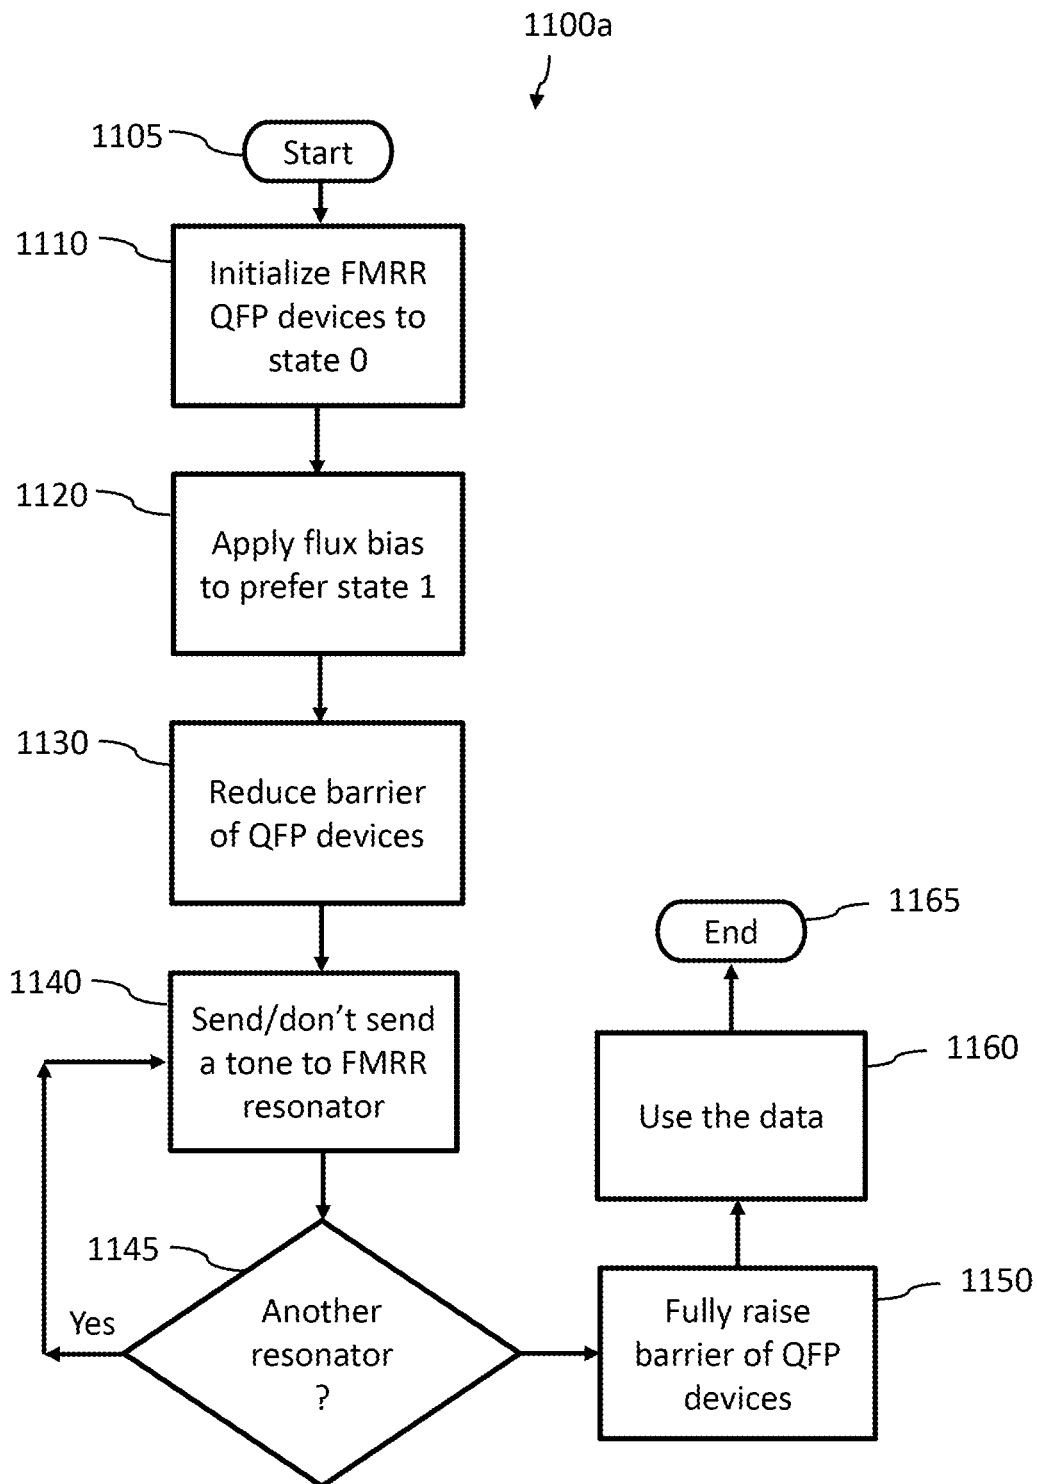 1100a
1105
Start
1110
Initialize FMRR
QFP devices to
state 0
1120
Apply flux bias
to prefer state 1
1130
Reduce barrier
of QFP devices
1140
Send/don't send
a tone to FMRR
resonator
1145
Another
resonator
?
Yes
1150
Fully raise
barrier of QFP
devices
1160
Use the data
1165
End